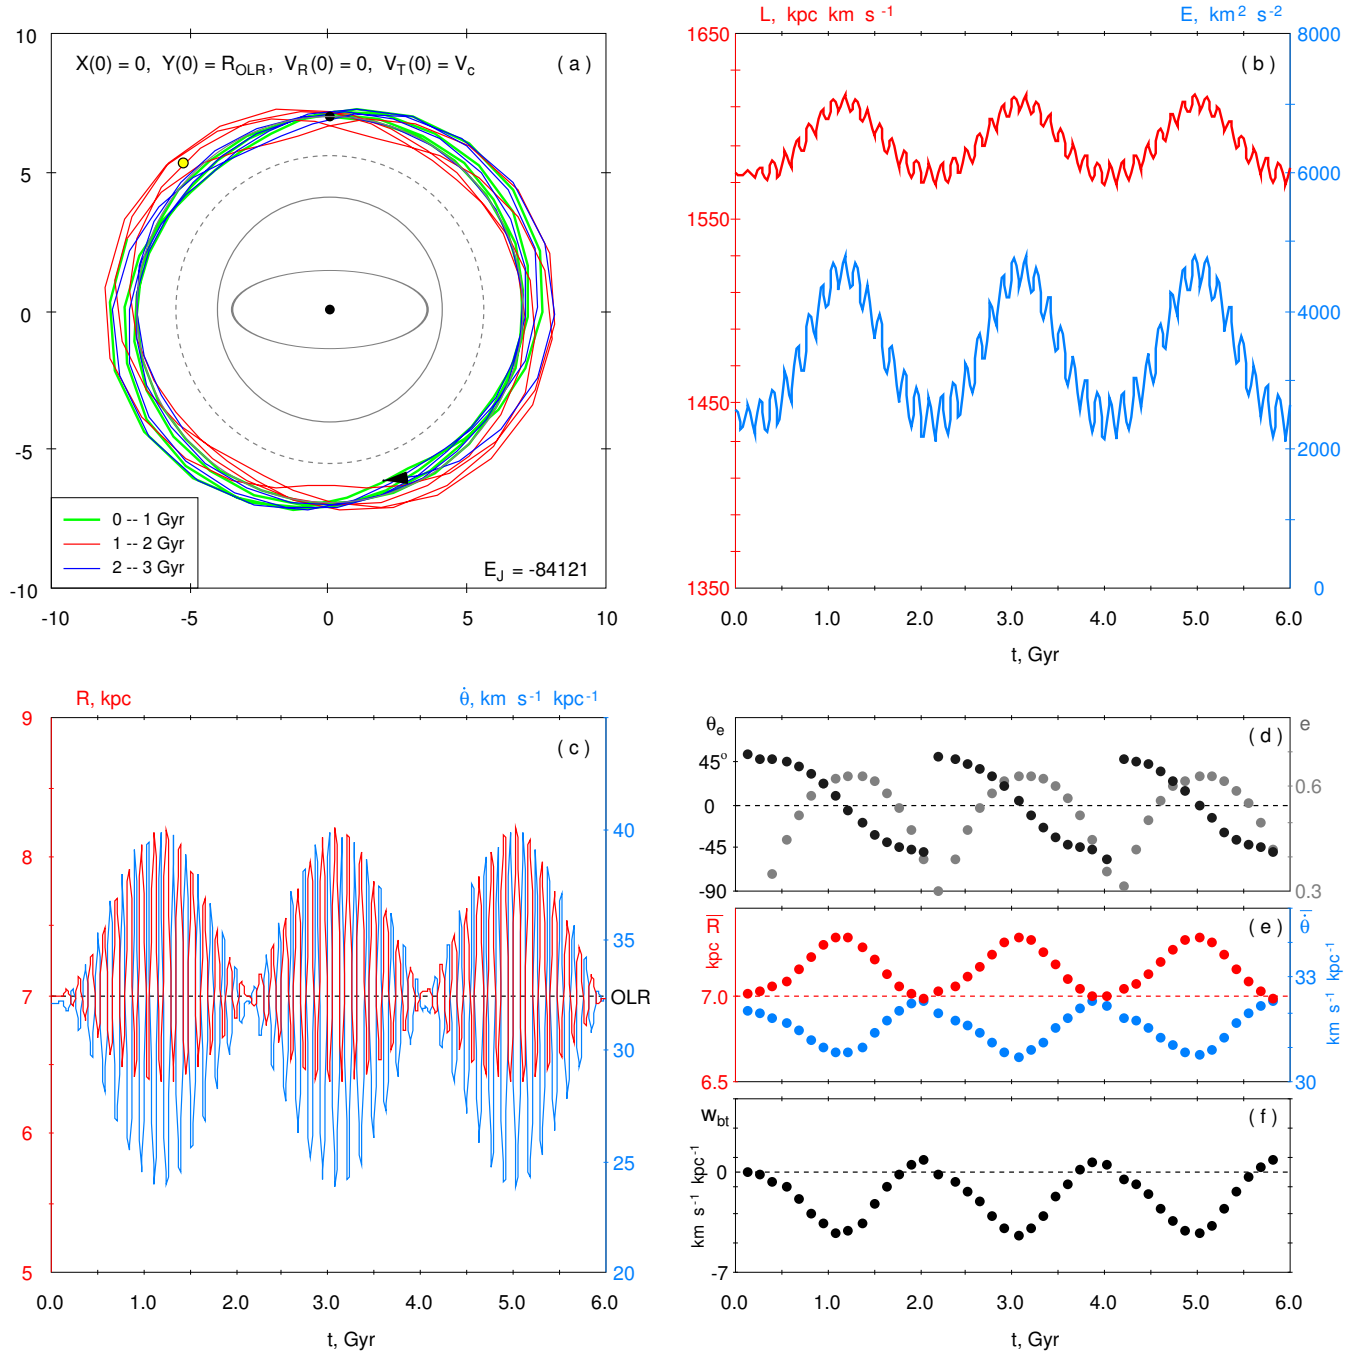 L, kpc km s⁻¹ E, km² s⁻²
10 1650 8000
X(0) = 0, Y(0) = R_OLR, V_R(0) = 0, V_T(0) = V_c ( a ) ( b )
5 1550 6000
0 4000
-5 1450 2000
0 -- 1 Gyr
1 -- 2 Gyr
2 -- 3 Gyr
E_J = -84121
-10 1350 0
-10 -5 0 5 10
0.0 1.0 2.0 3.0 4.0 5.0 6.0
t, Gyr
R, kpc θ̇, km s⁻¹ kpc⁻¹
9
( c )
8 40
35
7 OLR
30
6
25
5 20
0.0 1.0 2.0 3.0 4.0 5.0 6.0
t, Gyr
θ_e e
( d )
45° 0.6
0
-45
-90 0.3
R̅ θ̇̅
( e )
kpc km s⁻¹ kpc⁻¹
33
7.0
6.5 30
w_bt
( f )
0
km s⁻¹ kpc⁻¹
-7
0.0 1.0 2.0 3.0 4.0 5.0 6.0
t, Gyr